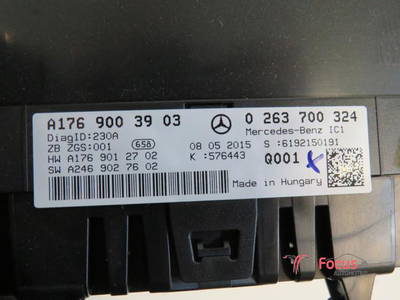 A176 900 39 03 0 263 700 324
DiagID:230A Mercedes-Benz IC1
ZB ZGS:001 658 08 05 2015 S :6192150191
HW A176 901 27 02 K :576443 Q001 X
SW A246 902 76 02 Made in Hungary
Focus
AUTOMOTIVE